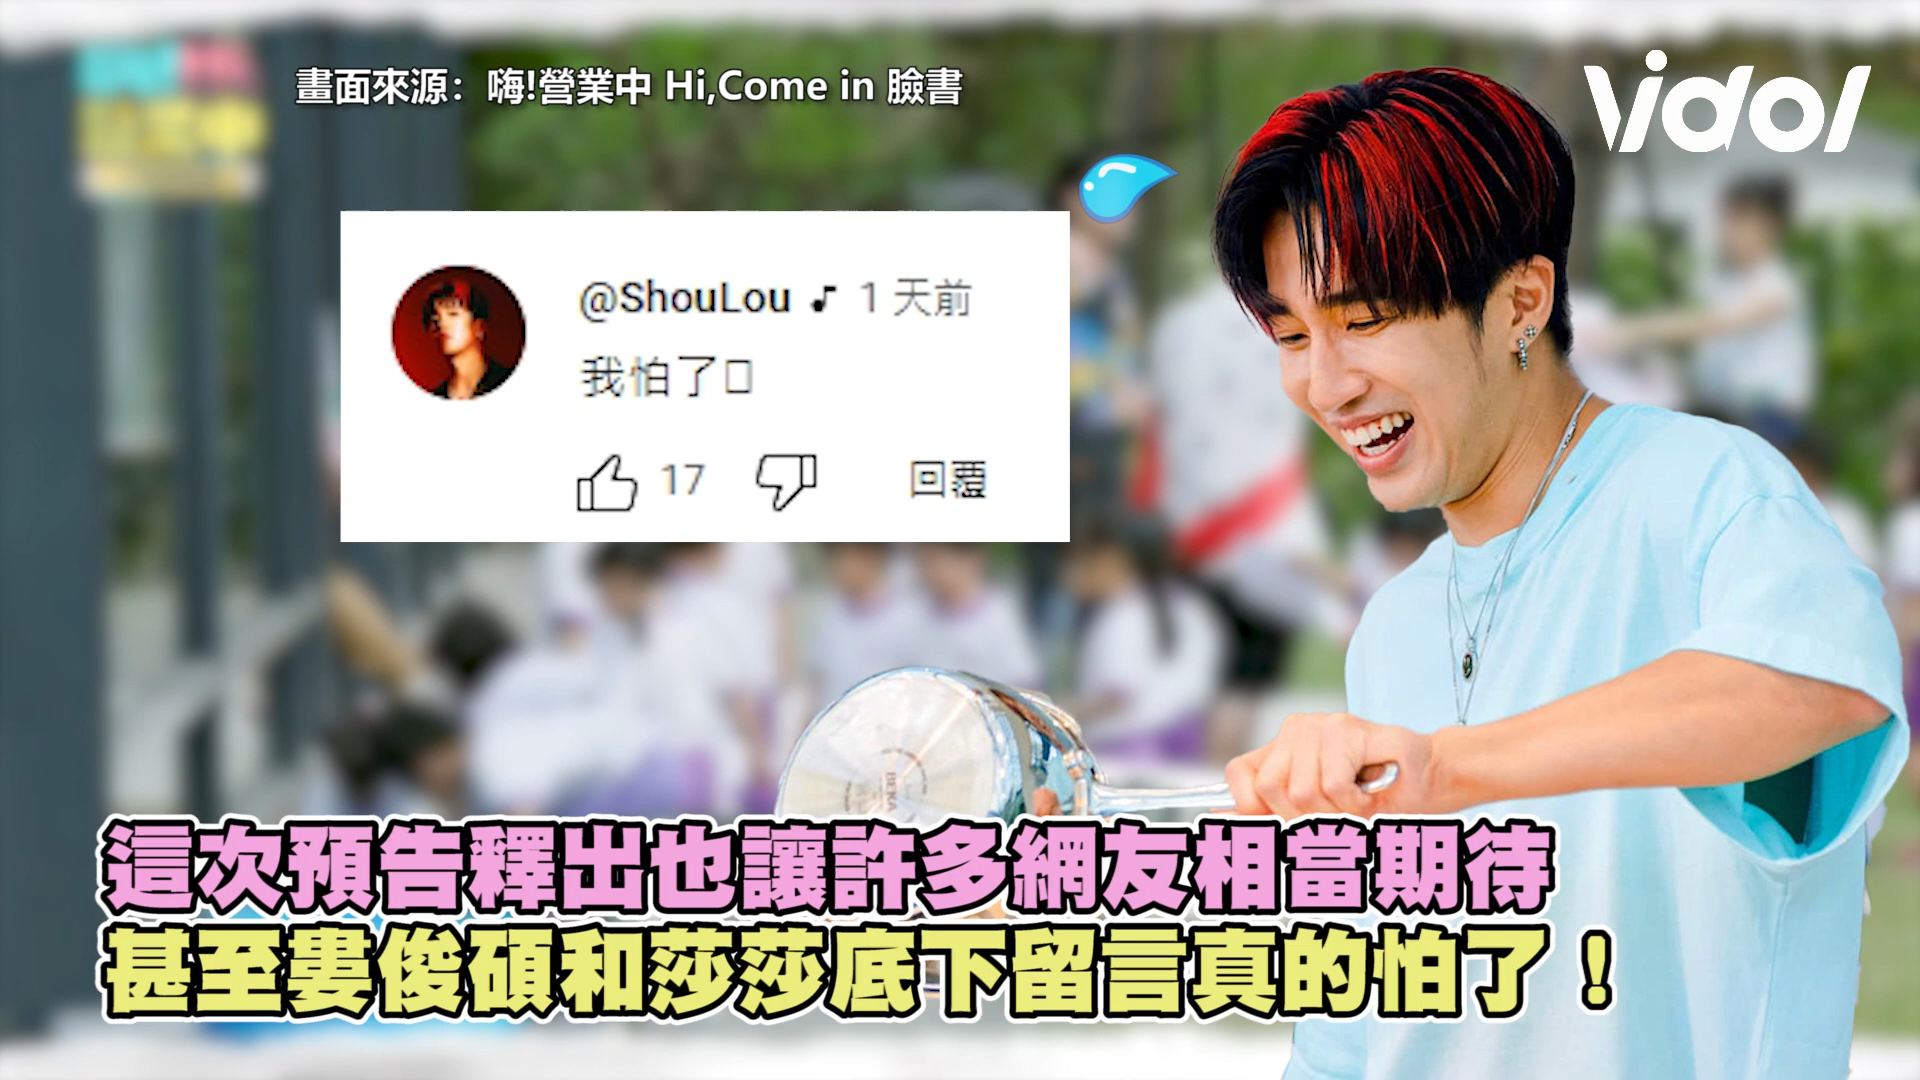 畫面來源：嗨!營業中 Hi,Come in 臉書
Vidol
@ShouLou 1 天前
我怕了
17 回覆
這次預告釋出也讓許多網友相當期待
甚至婁俊碩和莎莎底下留言真的怕了！